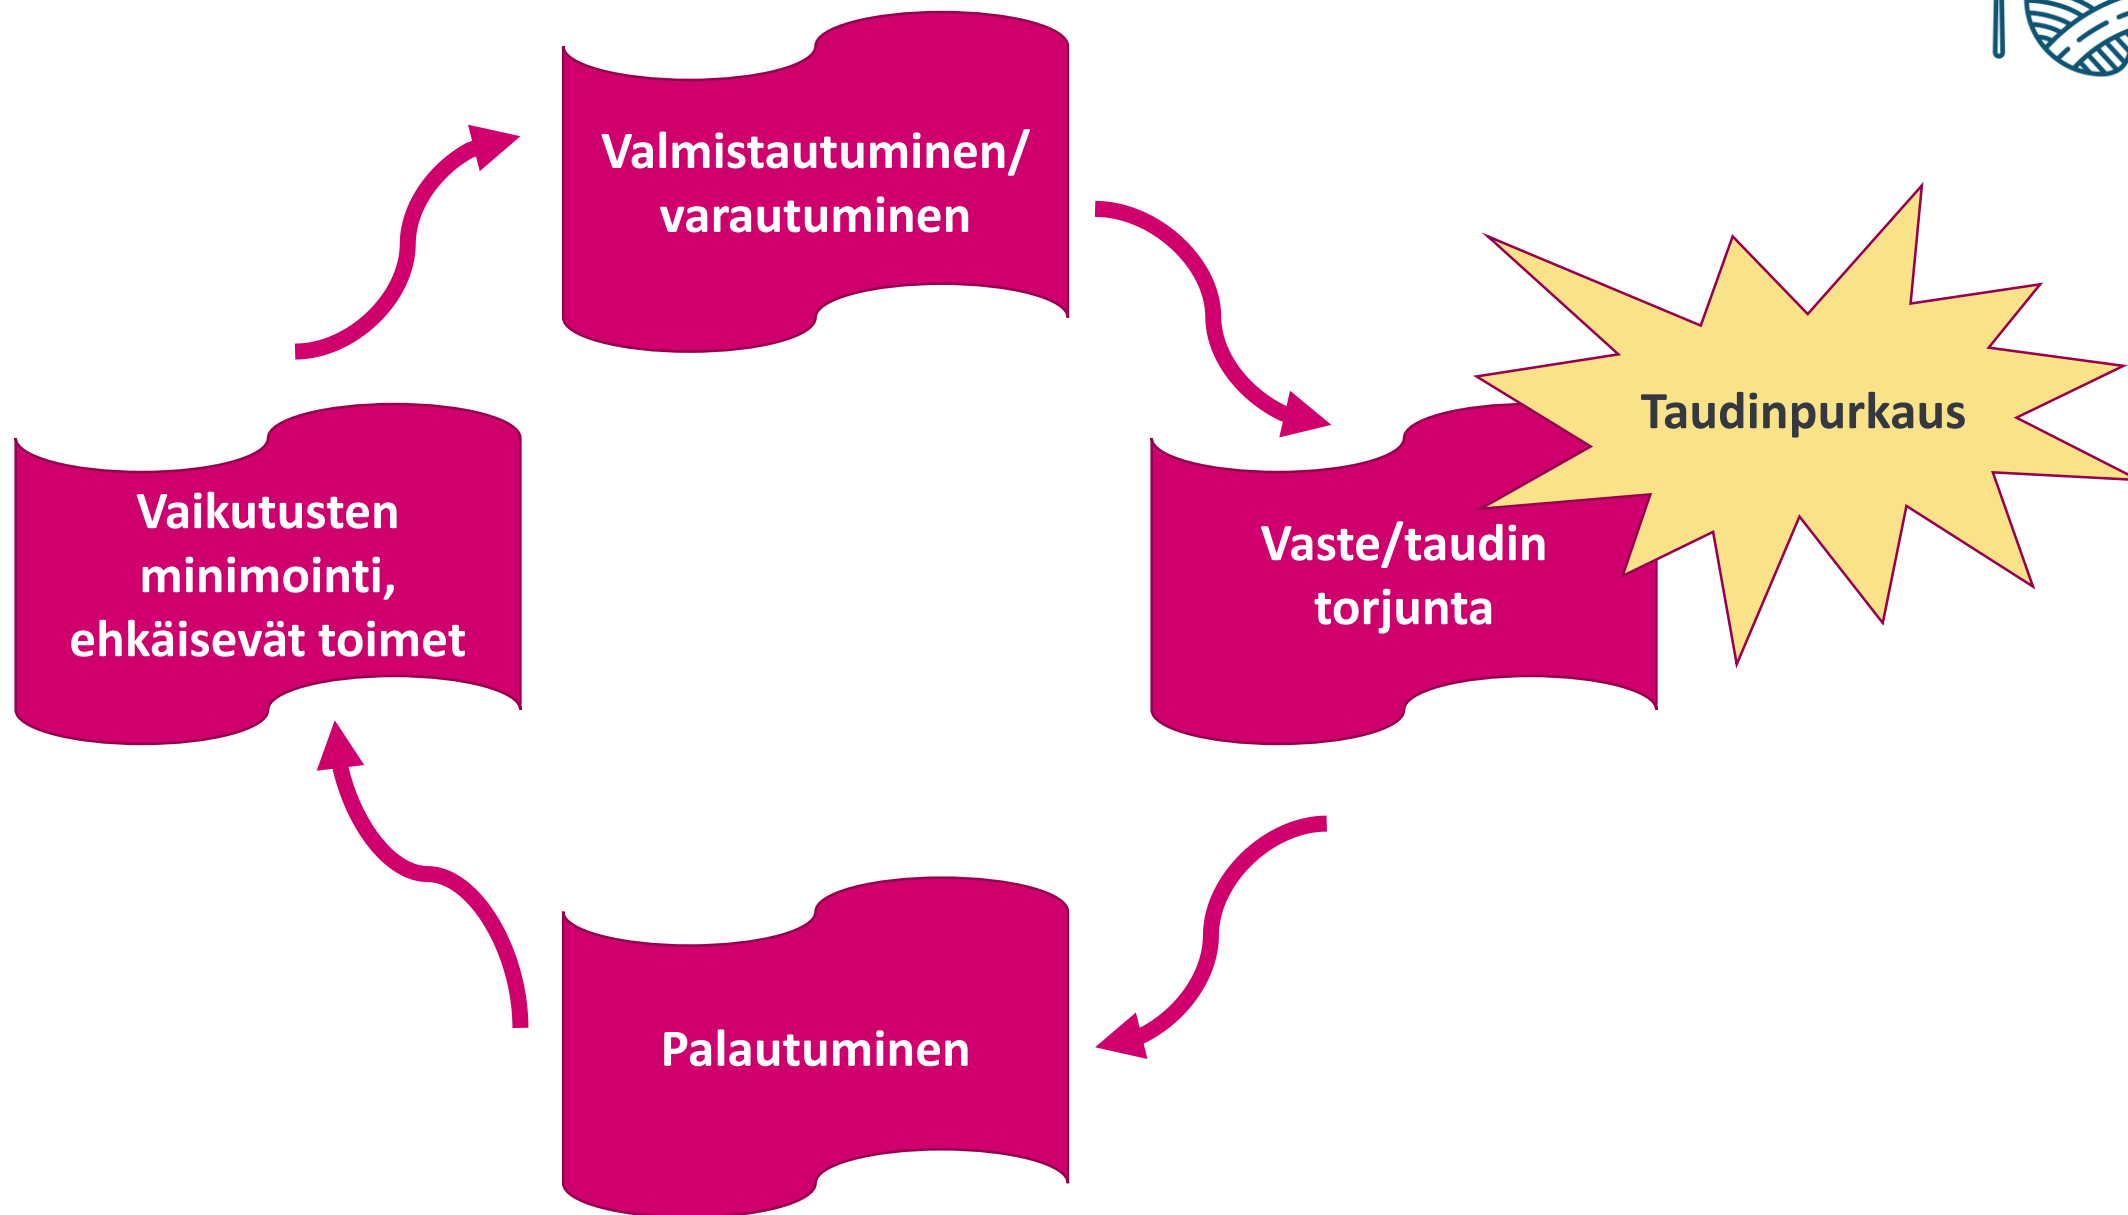 Valmistautuminen/
varautuminen
Taudinpurkaus
Vaste/taudin
torjunta
Vaikutusten
minimointi,
ehkäisevät toimet
Palautuminen